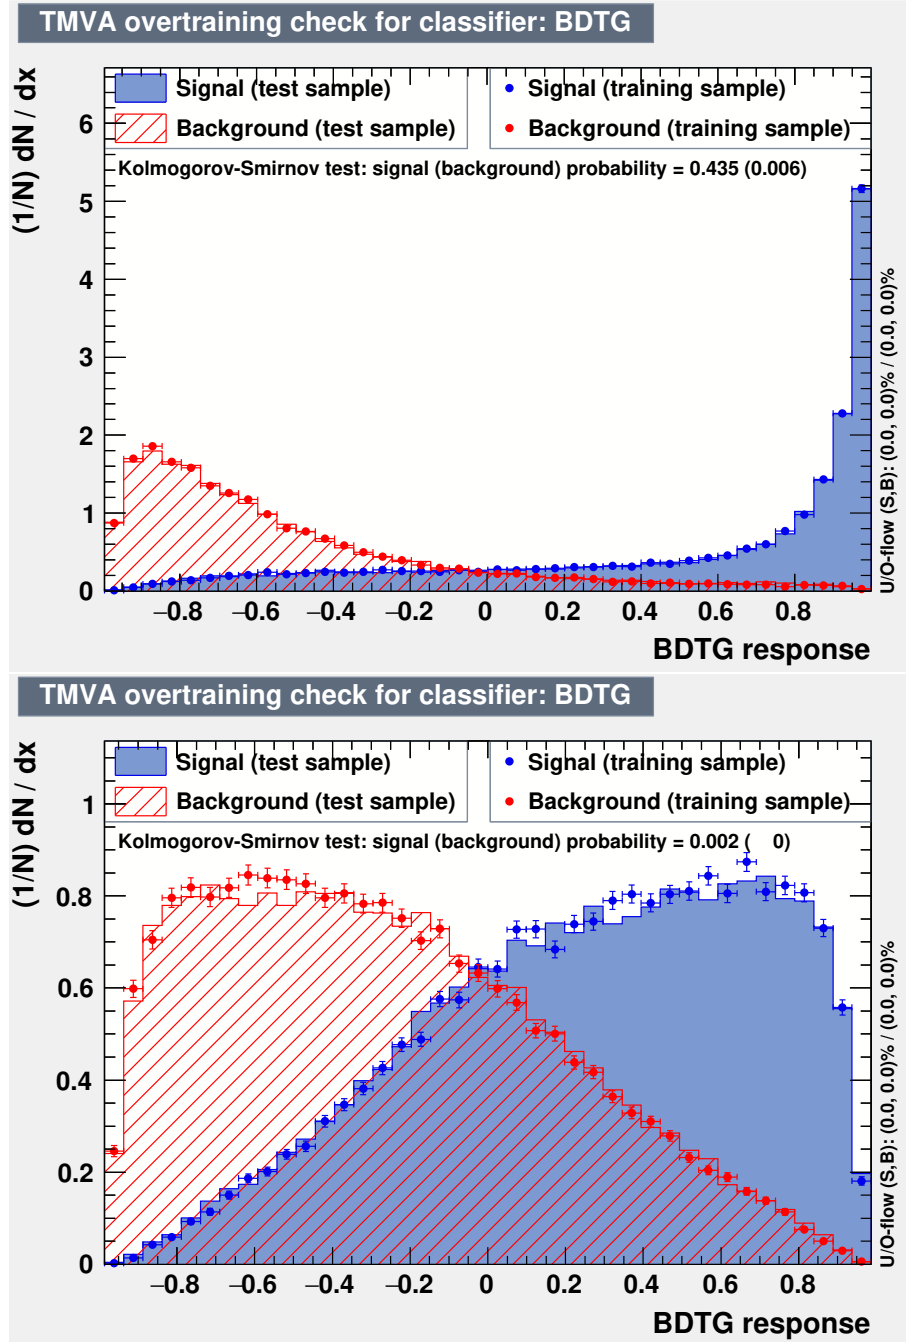 TMVA overtraining check for classifier: BDTG
Signal (test sample)
Background (test sample)
Signal (training sample)
Background (training sample)
Kolmogorov-Smirnov test: signal (background) probability = 0.435 (0.006)
(1/N) dN / dx
6
5
4
3
2
1
0
−0.8 −0.6 −0.4 −0.2 0 0.2 0.4 0.6 0.8
BDTG response
U/O-flow (S,B): (0.0, 0.0)% / (0.0, 0.0)%
TMVA overtraining check for classifier: BDTG
Signal (test sample)
Background (test sample)
Signal (training sample)
Background (training sample)
Kolmogorov-Smirnov test: signal (background) probability = 0.002 ( 0)
(1/N) dN / dx
1
0.8
0.6
0.4
0.2
0
−0.8 −0.6 −0.4 −0.2 0 0.2 0.4 0.6 0.8
BDTG response
U/O-flow (S,B): (0.0, 0.0)% / (0.0, 0.0)%